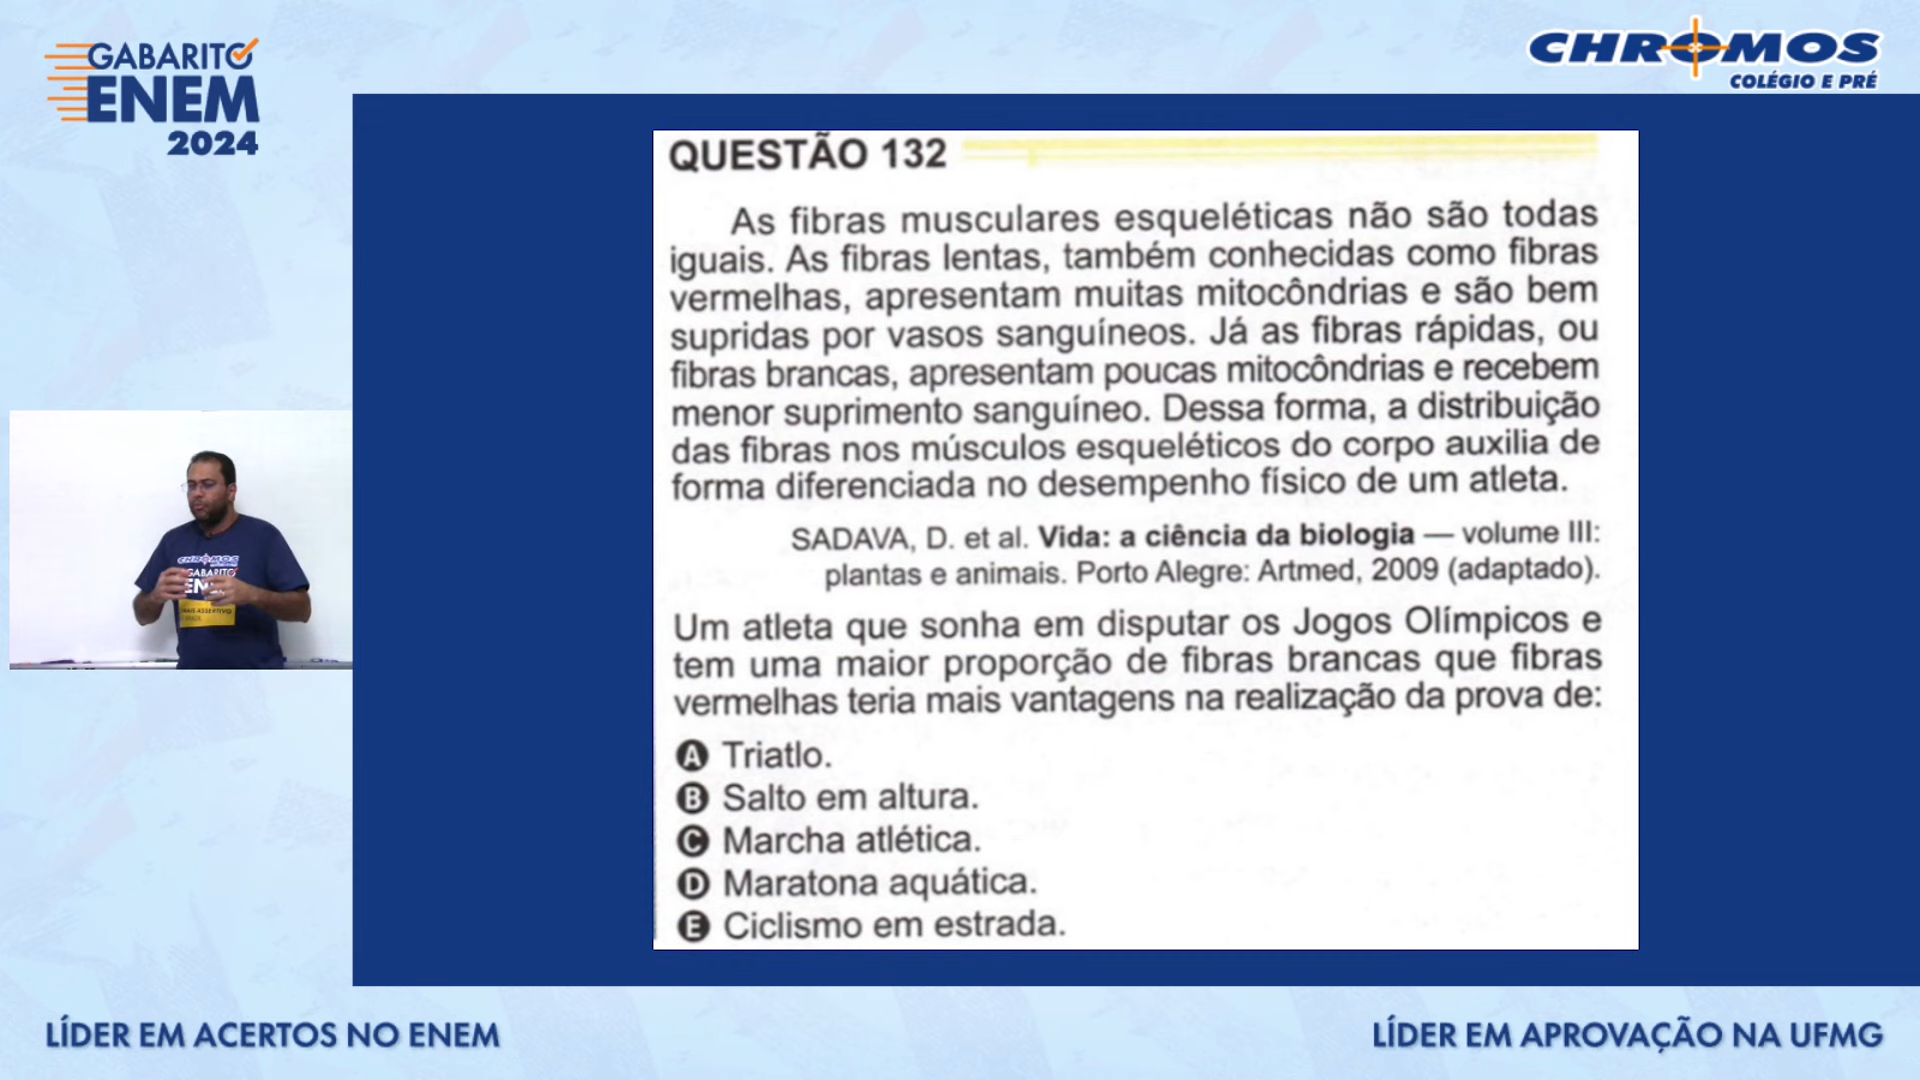 GABARITO
ENEM
2024
CHROMOS
COLÉGIO E PRÉ
QUESTÃO 132
As fibras musculares esqueléticas não são todas
iguais. As fibras lentas, também conhecidas como fibras
vermelhas, apresentam muitas mitocôndrias e são bem
supridas por vasos sanguíneos. Já as fibras rápidas, ou
fibras brancas, apresentam poucas mitocôndrias e recebem
menor suprimento sanguíneo. Dessa forma, a distribuição
das fibras nos músculos esqueléticos do corpo auxilia de
forma diferenciada no desempenho físico de um atleta.
SADAVA, D. et al. Vida: a ciência da biologia — volume III:
plantas e animais. Porto Alegre: Artmed, 2009 (adaptado).
Um atleta que sonha em disputar os Jogos Olímpicos e
tem uma maior proporção de fibras brancas que fibras
vermelhas teria mais vantagens na realização da prova de:
A Triatlo.
B Salto em altura.
C Marcha atlética.
D Maratona aquática.
E Ciclismo em estrada.
CHROMOS
GABARITO
MAIS ASSERTIVO
LÍDER EM ACERTOS NO ENEM
LÍDER EM APROVAÇÃO NA UFMG